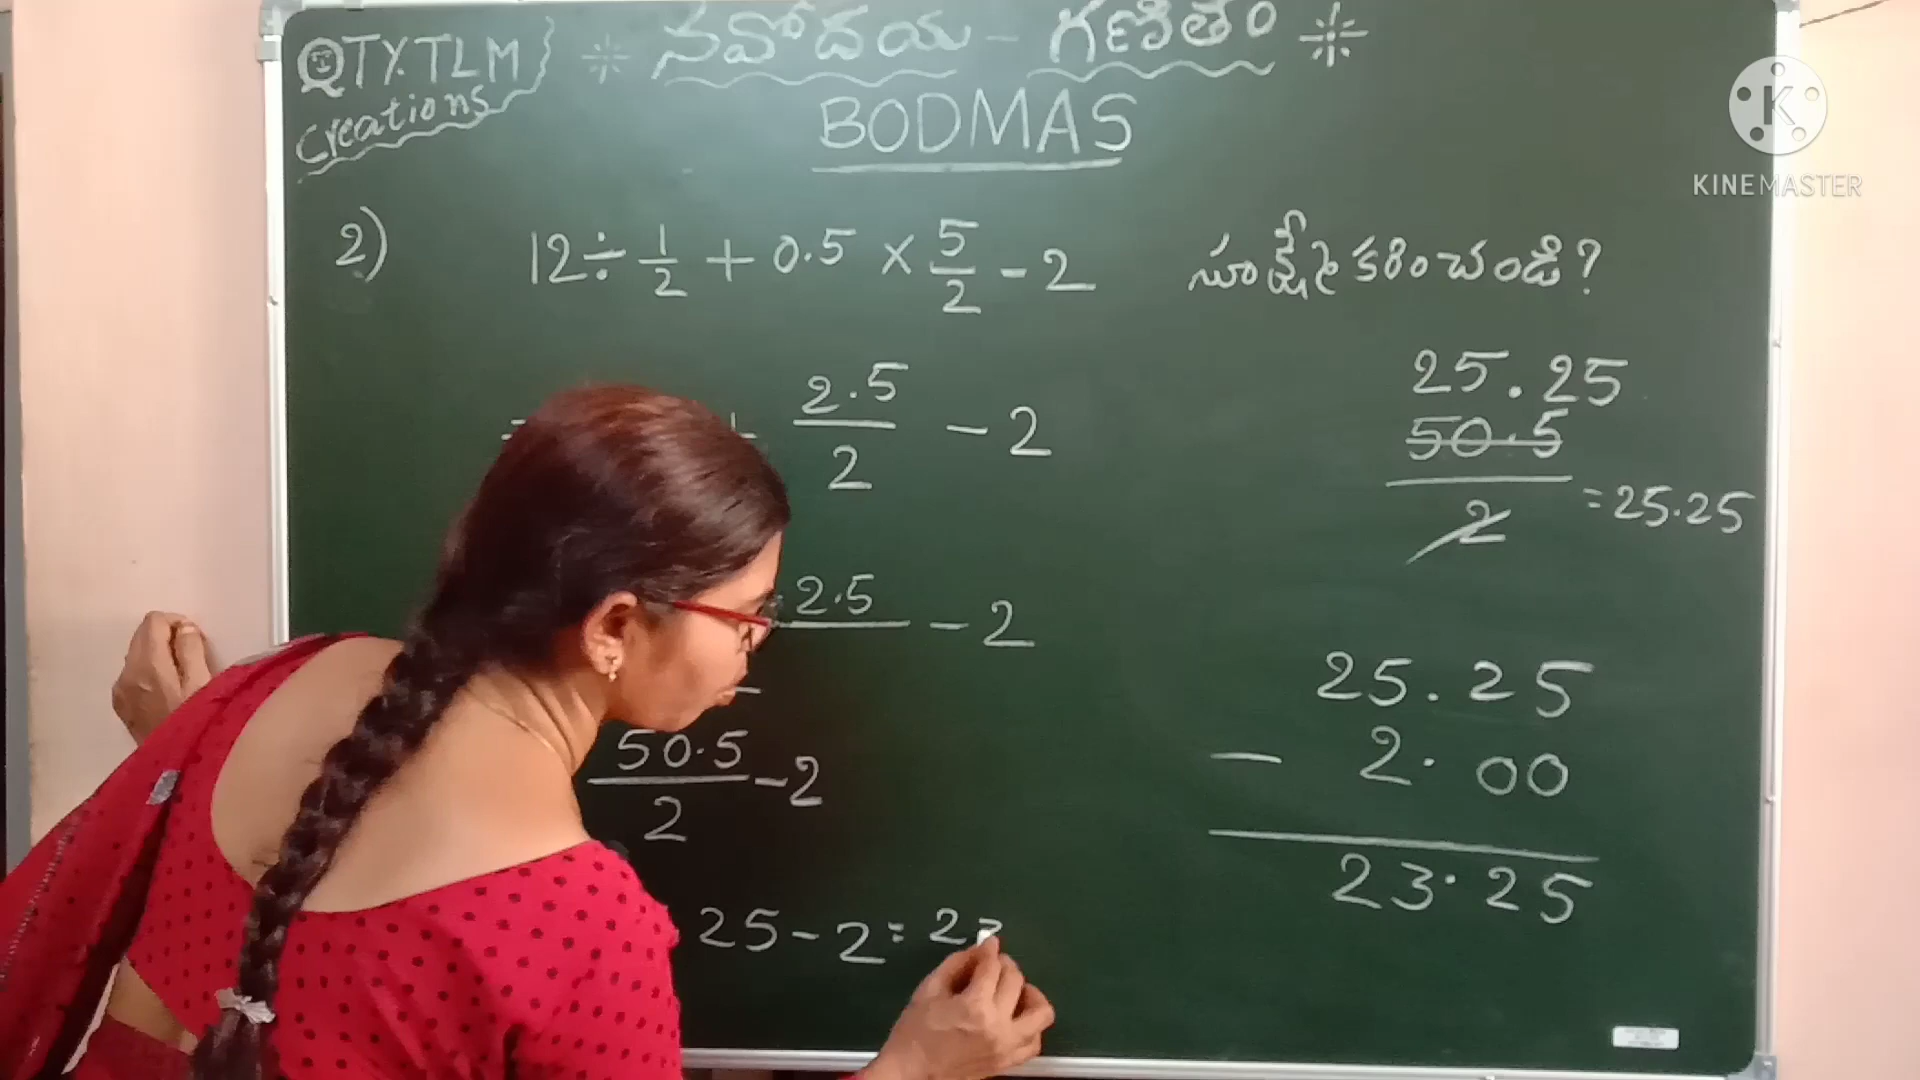 QTY.TLM
creations
* నవోదయ - గణితం *
BODMAS
2) 12 ÷ 1/2 + 0.5 × 5/2 - 2 సూక్ష్మీకరించండి?
+ 2.5/2 - 2
2.5 - 2
50.5/2 - 2
25 - 2 = 23
25.25
50.5/2 = 25.25
25.25
- 2.00
23.25
K
KINEMASTER